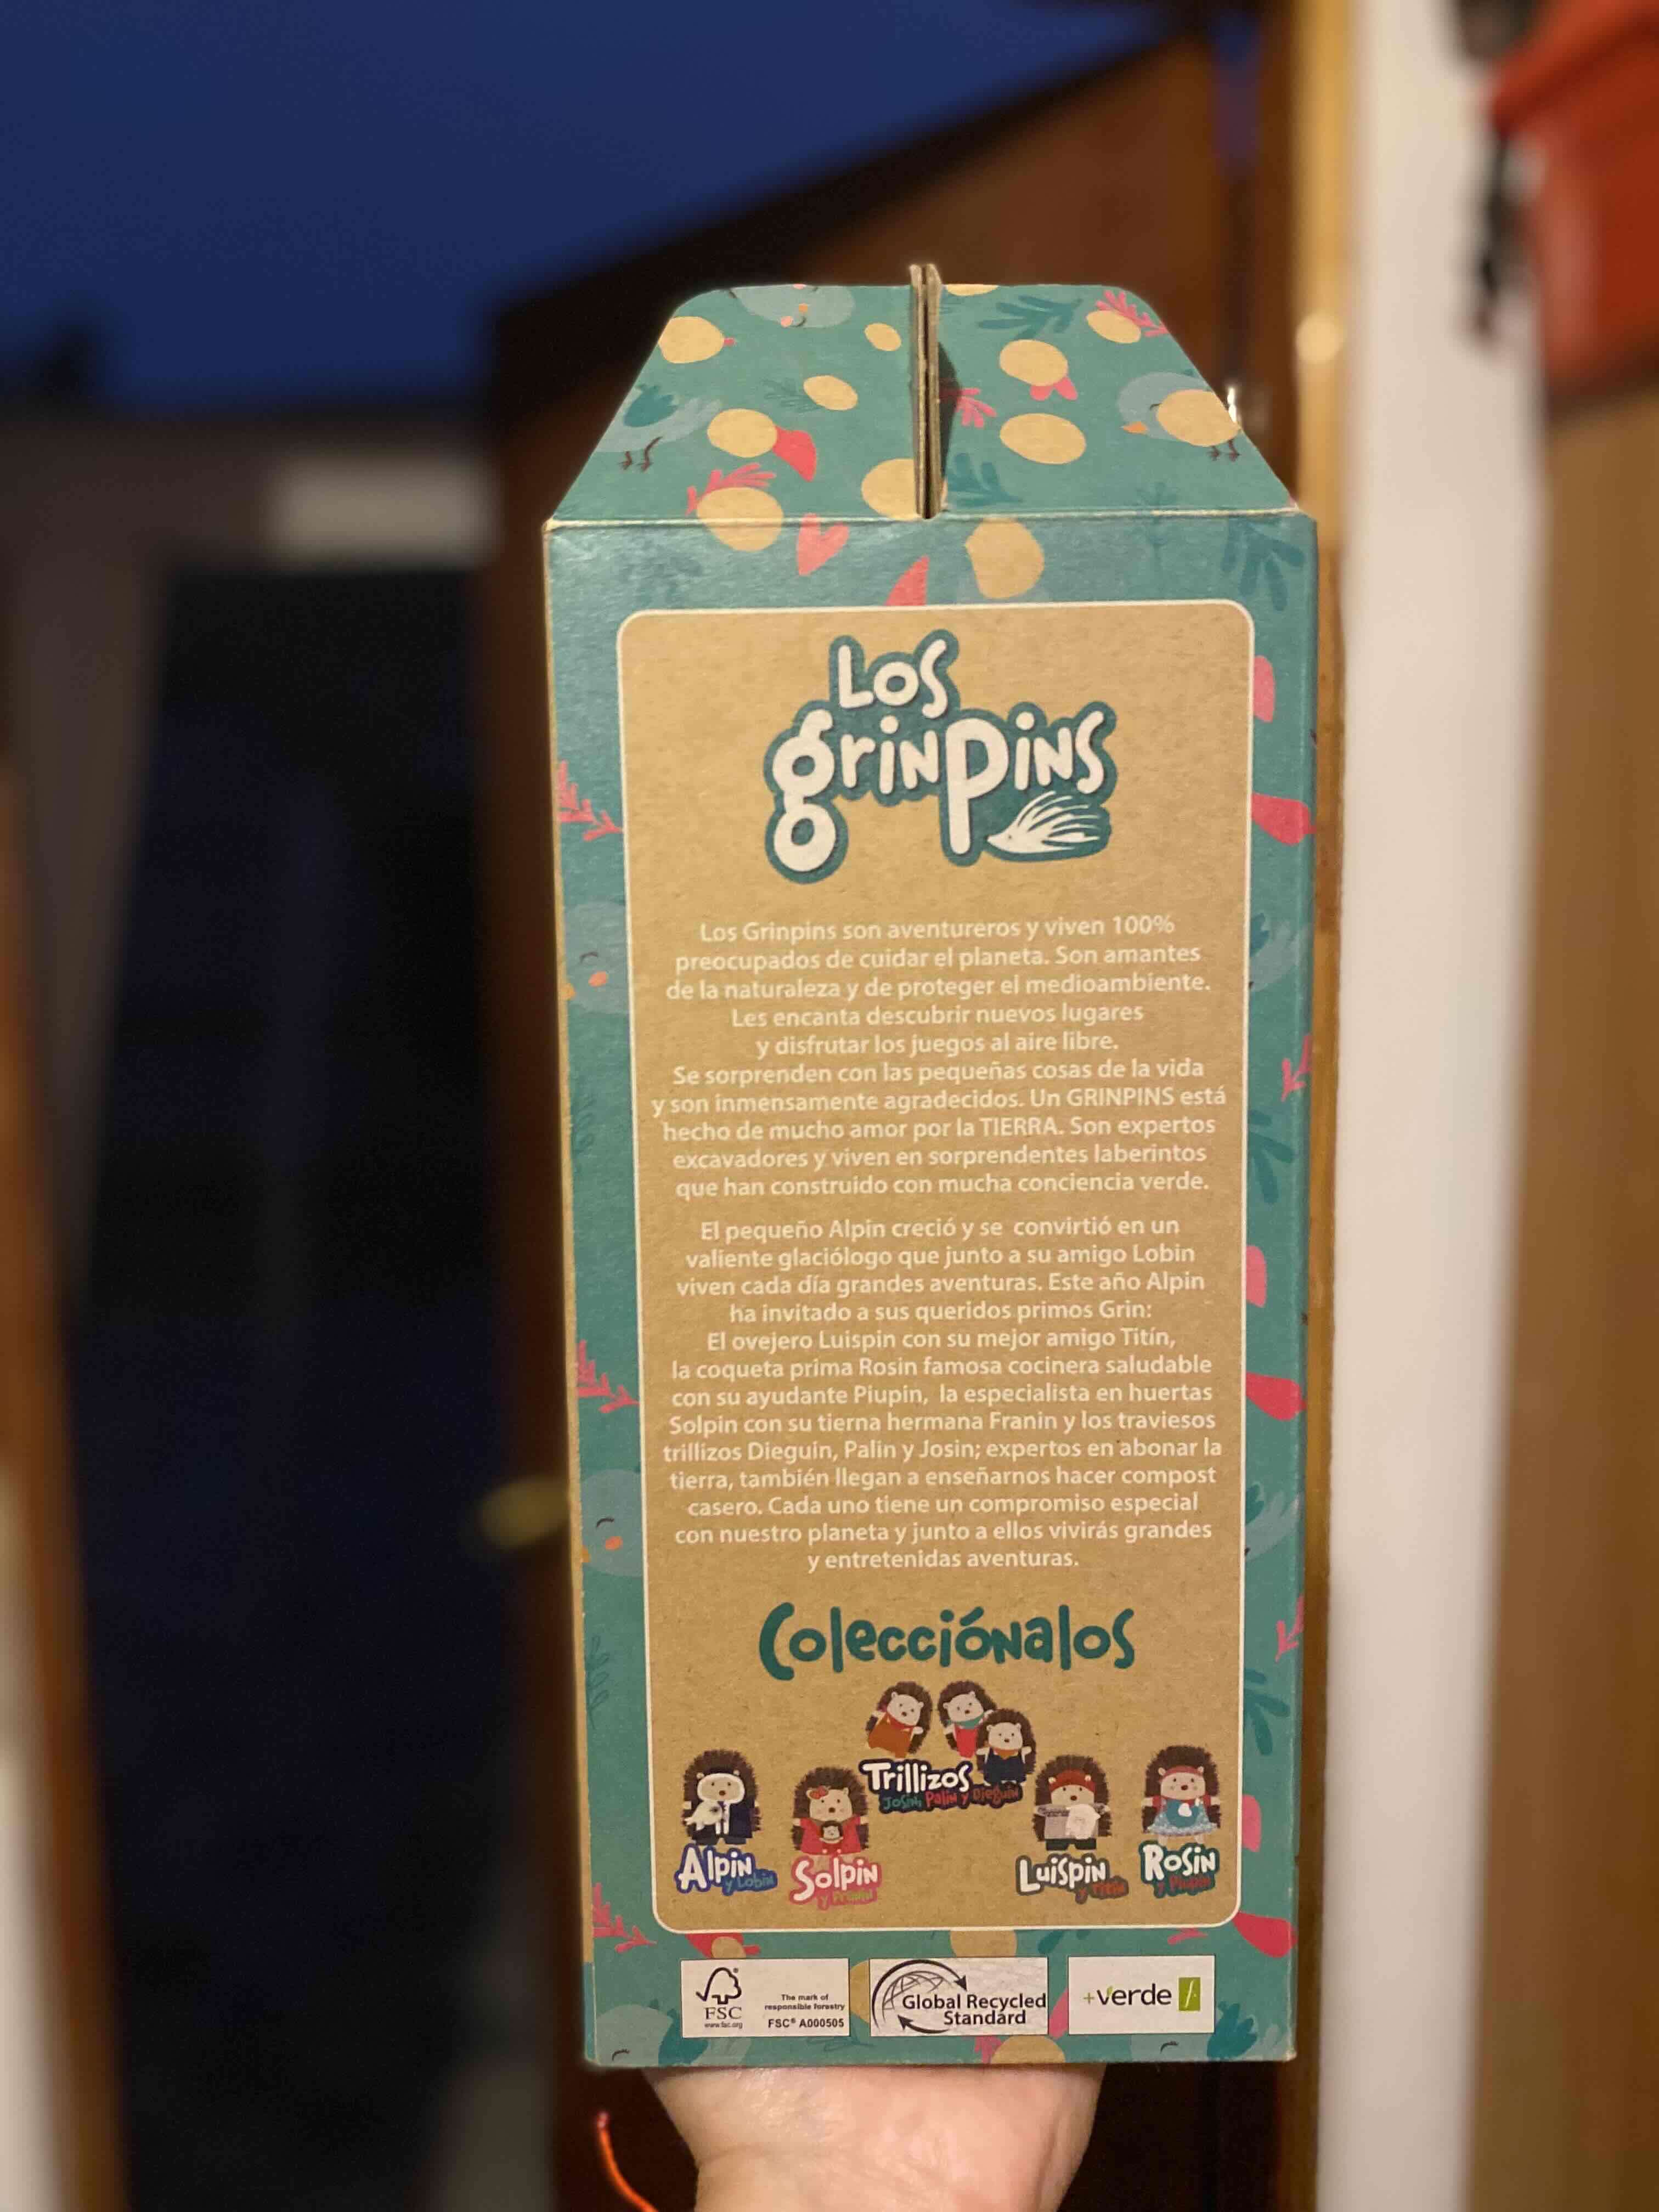 Los
grinpins
Los Grinpins son aventureros y viven 100%
preocupados de cuidar el planeta. Son amantes
de la naturaleza y de proteger el medioambiente.
Les encanta descubrir nuevos lugares
y disfrutar los juegos al aire libre.
Se sorprenden con las pequeñas cosas de la vida
y son inmensamente agradecidos. Un GRINPINS está
hecho de mucho amor por la TIERRA. Son expertos
excavadores y viven en sorprendentes laberintos
que han construido con mucha conciencia verde.
El pequeño Alpin creció y se convirtió en un
valiente glaciólogo que junto a su amigo Lobin
viven cada día grandes aventuras. Este año Alpin
ha invitado a sus queridos primos Grin:
El ovejero Luispin con su mejor amigo Titín,
la coqueta prima Rosin famosa cocinera saludable
con su ayudante Piupin, la especialista en huertas
Solpin con su tierna hermana Franin y los traviesos
trillizos Dieguin, Palin y Josin; expertos en abonar la
tierra, también llegan a enseñarnos hacer compost
casero. Cada uno tiene un compromiso especial
con nuestro planeta y junto a ellos vivirás grandes
y entretenidas aventuras.
Colecciónalos
Trillizos
Josin, Palin y Dieguin
Alpin
y Lobin
Solpin
y Franin
Luispin
y Titín
Rosin
y Piupin
FSC
www.fsc.org
The mark of
responsible forestry
FSC® A000505
Global Recycled
Standard
+verde f.